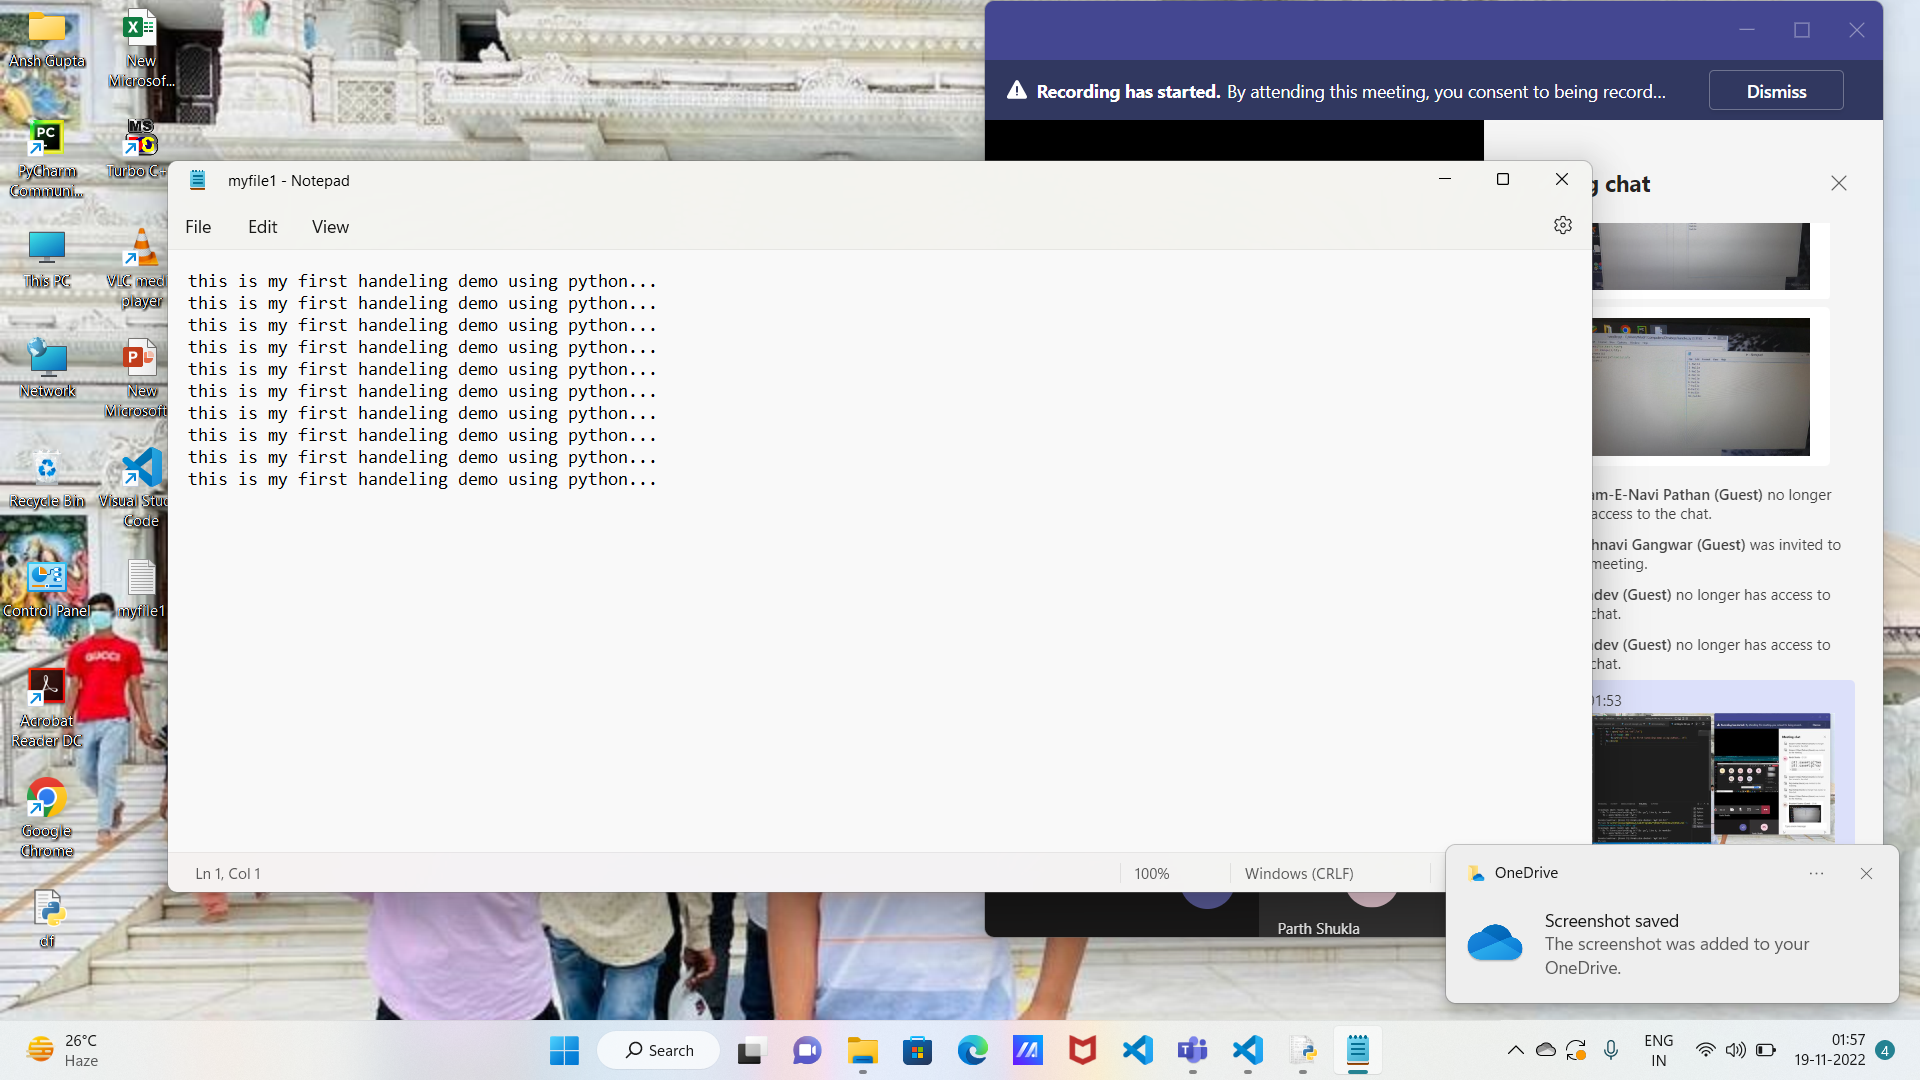 Ansh Gupta
New
Microsof...
PyCharm
Communi...
Turbo C+
This PC
VLC medi
player
Network
New
Microsoft
Recycle Bin
Visual Stuc
Code
Control Panel
myfile1
Acrobat
Reader DC
Google
Chrome
df
GUCCI
Recording has started. By attending this meeting, you consent to being record...
Dismiss
myfile1 - Notepad
File Edit View
this is my first handeling demo using python...
this is my first handeling demo using python...
this is my first handeling demo using python...
this is my first handeling demo using python...
this is my first handeling demo using python...
this is my first handeling demo using python...
this is my first handeling demo using python...
this is my first handeling demo using python...
this is my first handeling demo using python...
this is my first handeling demo using python...
Ln 1, Col 1
100%
Windows (CRLF)
g chat
am-E-Navi Pathan (Guest) no longer
access to the chat.
hnavi Gangwar (Guest) was invited to
meeting.
dev (Guest) no longer has access to
chat.
dev (Guest) no longer has access to
chat.
01:53
Parth Shukla
OneDrive
Screenshot saved
The screenshot was added to your
OneDrive.
26°C
Haze
Search
ENG
IN
01:57
19-11-2022
4